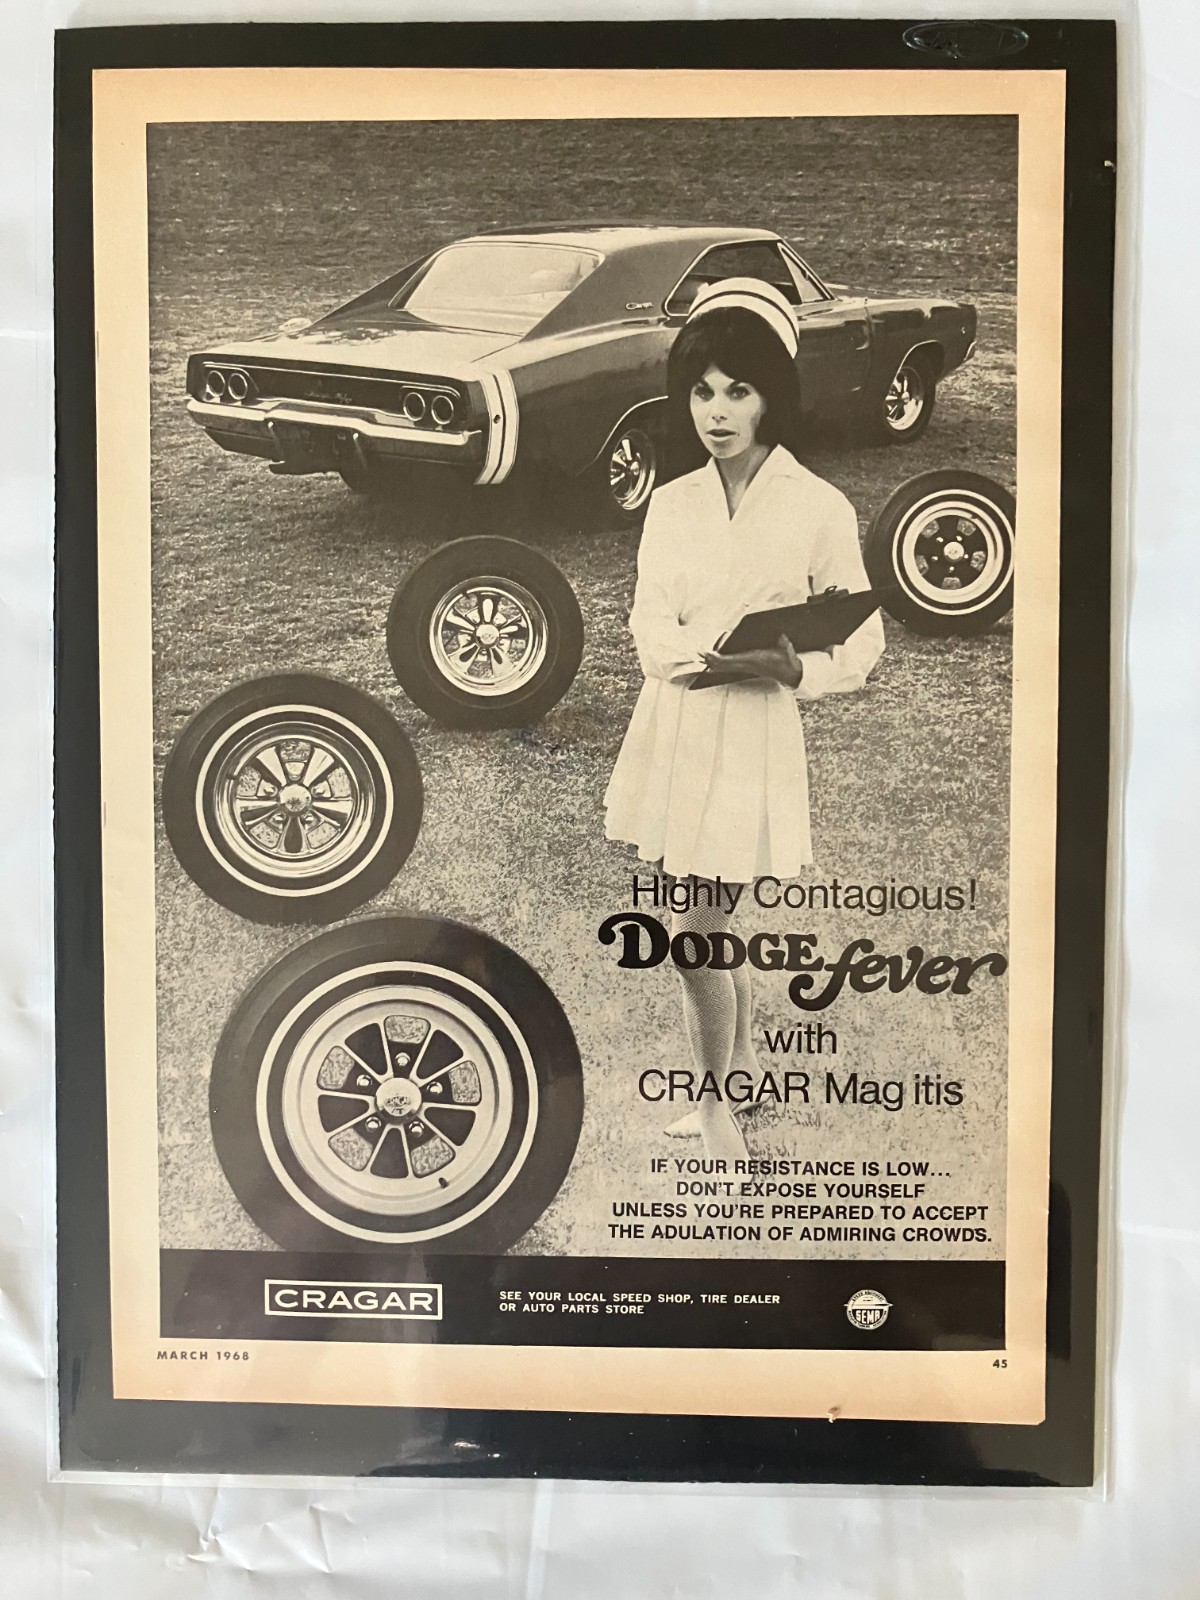 Charger
Highly Contagious!
DODGE fever
with
CRAGAR Mag itis
IF YOUR RESISTANCE IS LOW...
DON'T EXPOSE YOURSELF
UNLESS YOU'RE PREPARED TO ACCEPT
THE ADULATION OF ADMIRING CROWDS.
CRAGAR
SEE YOUR LOCAL SPEED SHOP, TIRE DEALER
OR AUTO PARTS STORE
SEMA
MARCH 1968
45